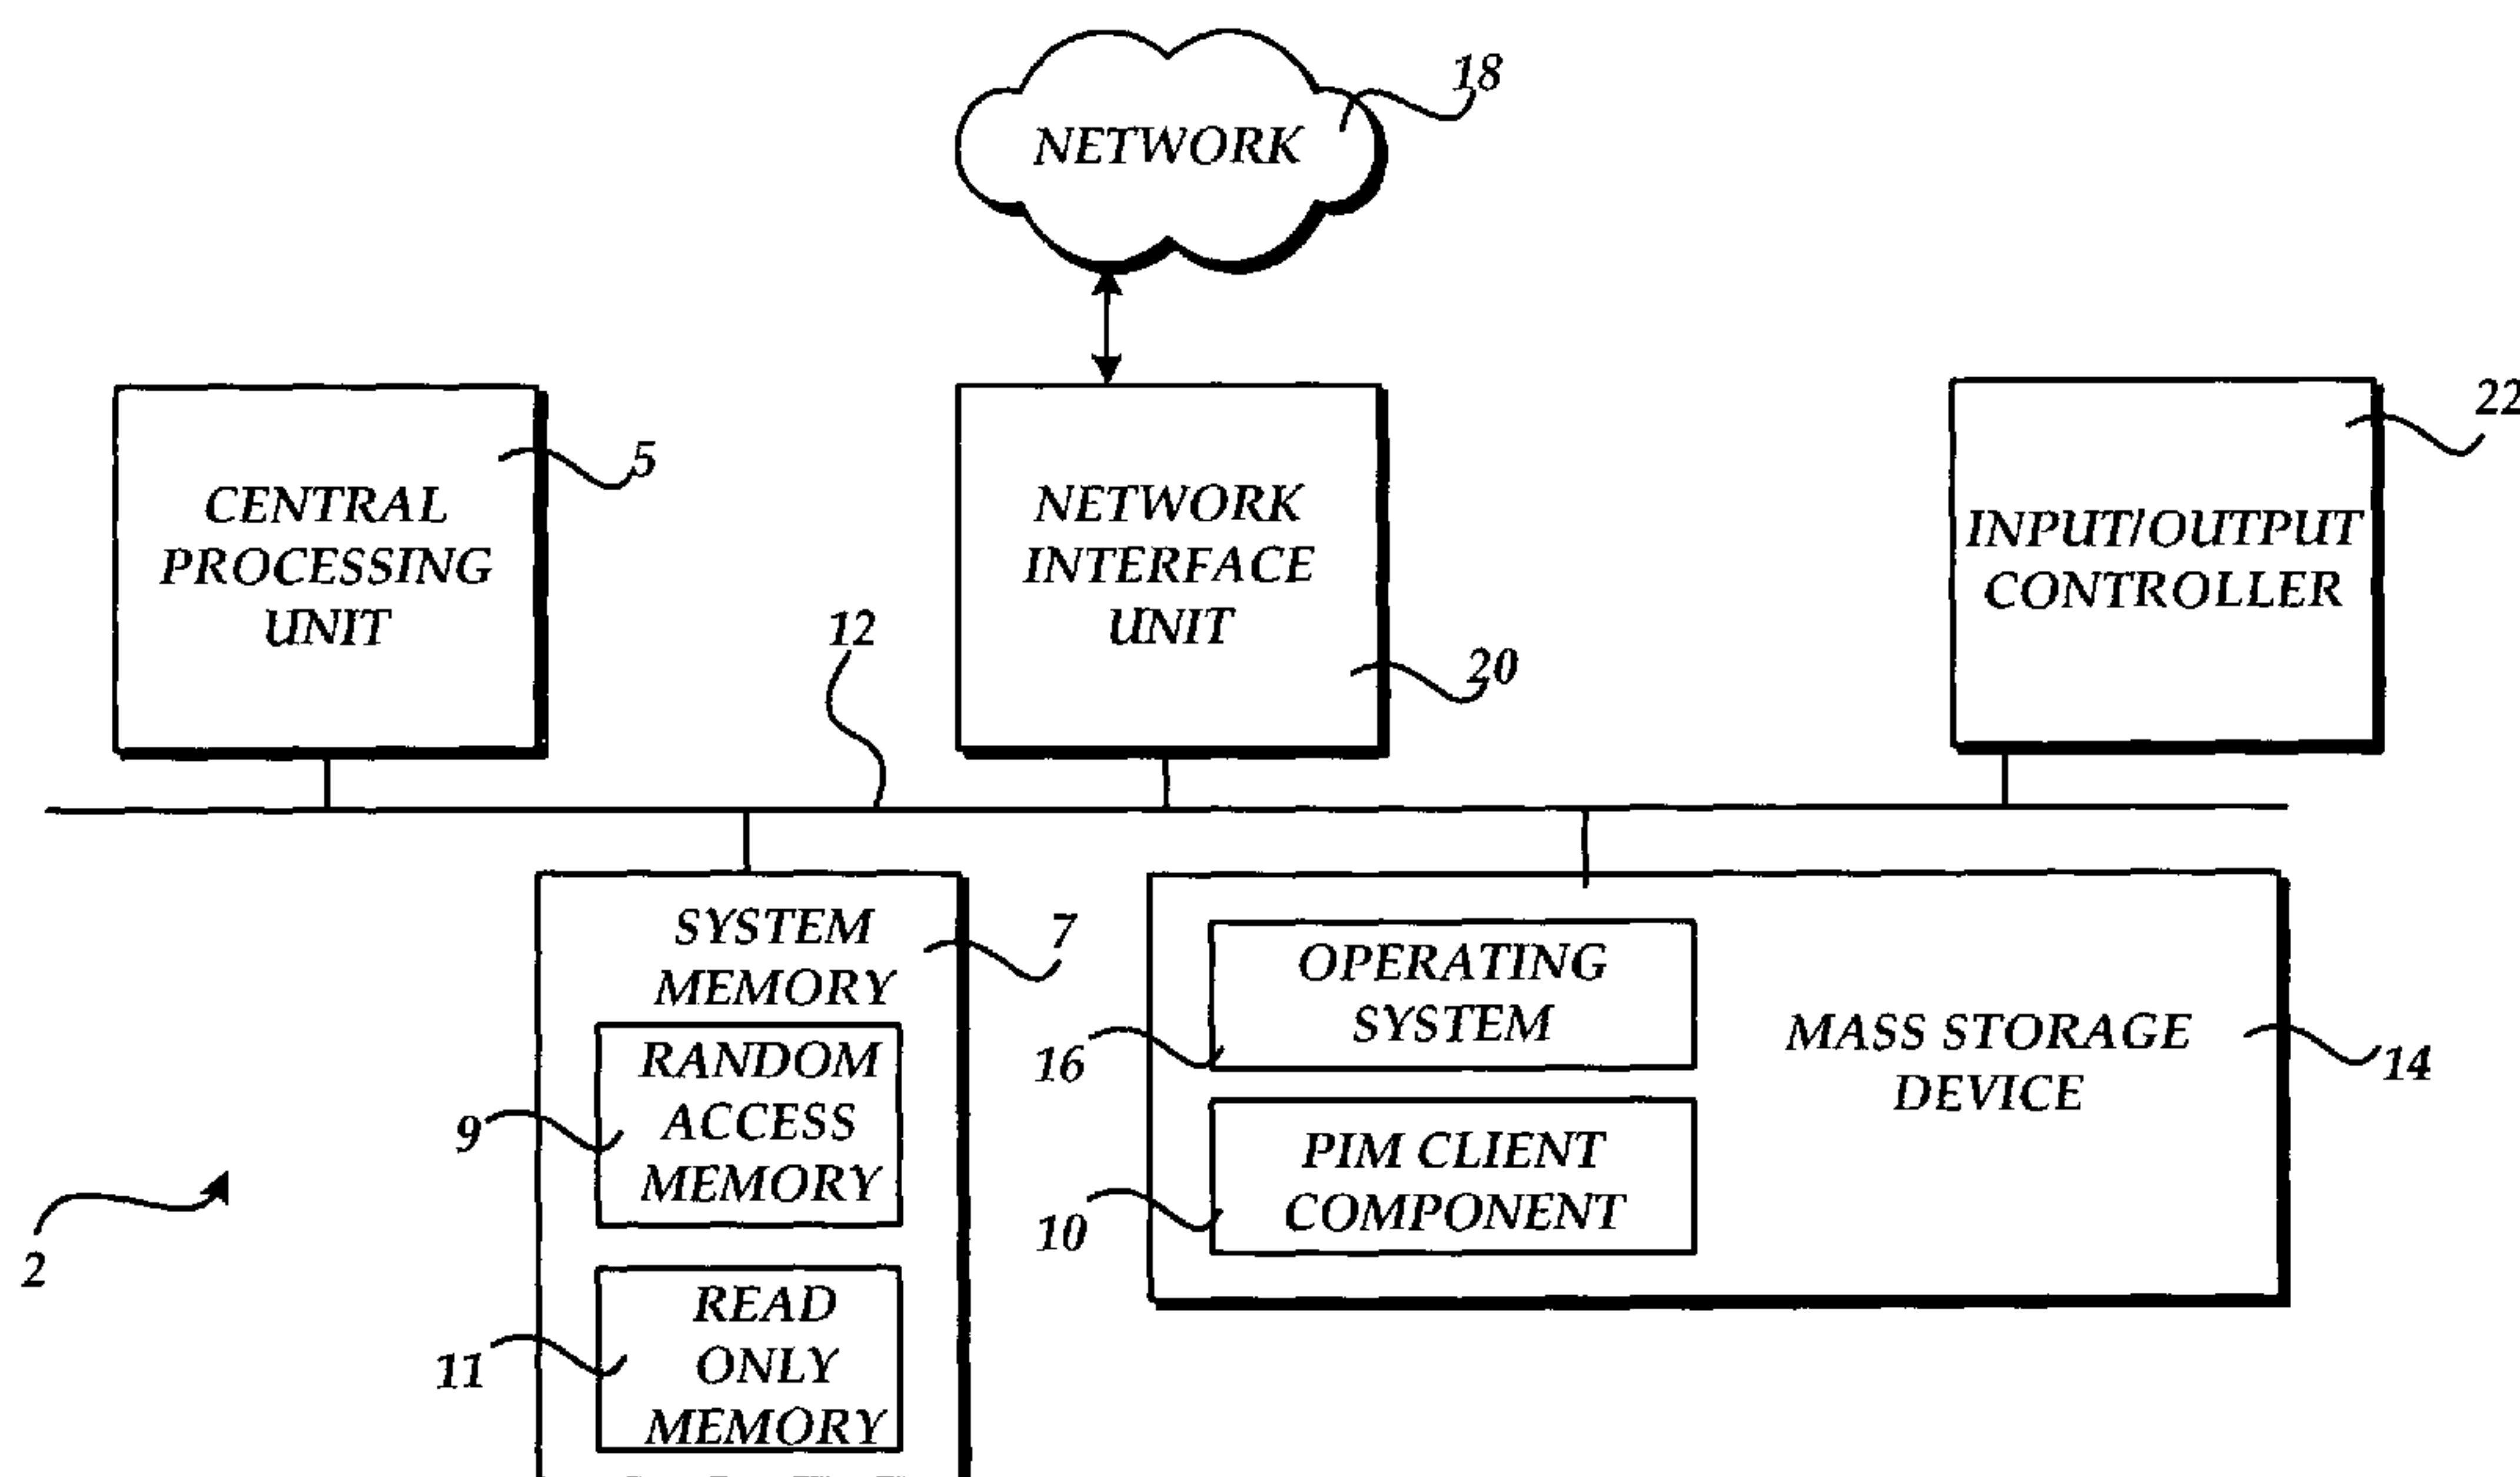 18
NETWORK
22
5
CENTRAL
PROCESSING
UNIT
NETWORK
INTERFACE
UNIT
INPUT/OUTPUT
CONTROLLER
12
20
SYSTEM
MEMORY
7
OPERATING
SYSTEM
16
MASS STORAGE
DEVICE
14
RANDOM
ACCESS
MEMORY
9
PIM CLIENT
COMPONENT
10
2
READ
ONLY
MEMORY
11